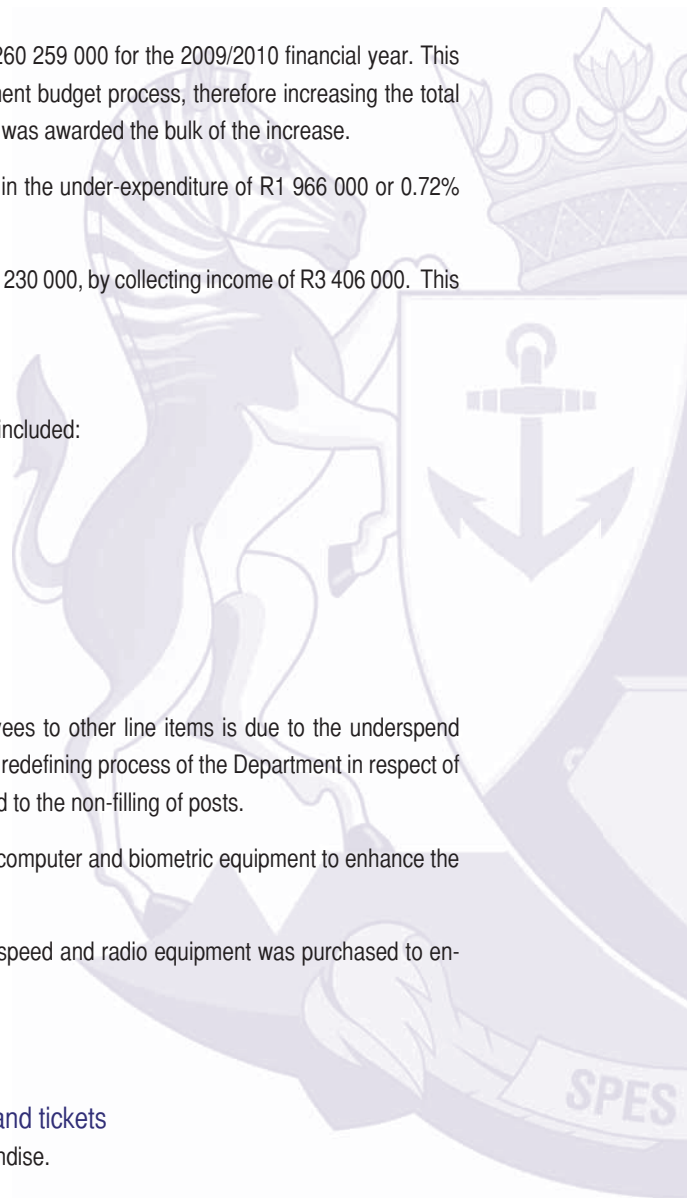 260 259 000 for the 2009/2010 financial year. This
ment budget process, therefore increasing the total
was awarded the bulk of the increase.
in the under-expenditure of R1 966 000 or 0.72%
230 000, by collecting income of R3 406 000. This
included:
yees to other line items is due to the underspend
redefining process of the Department in respect of
d to the non-filling of posts.
computer and biometric equipment to enhance the
speed and radio equipment was purchased to en-
SPES
and tickets
ndise.